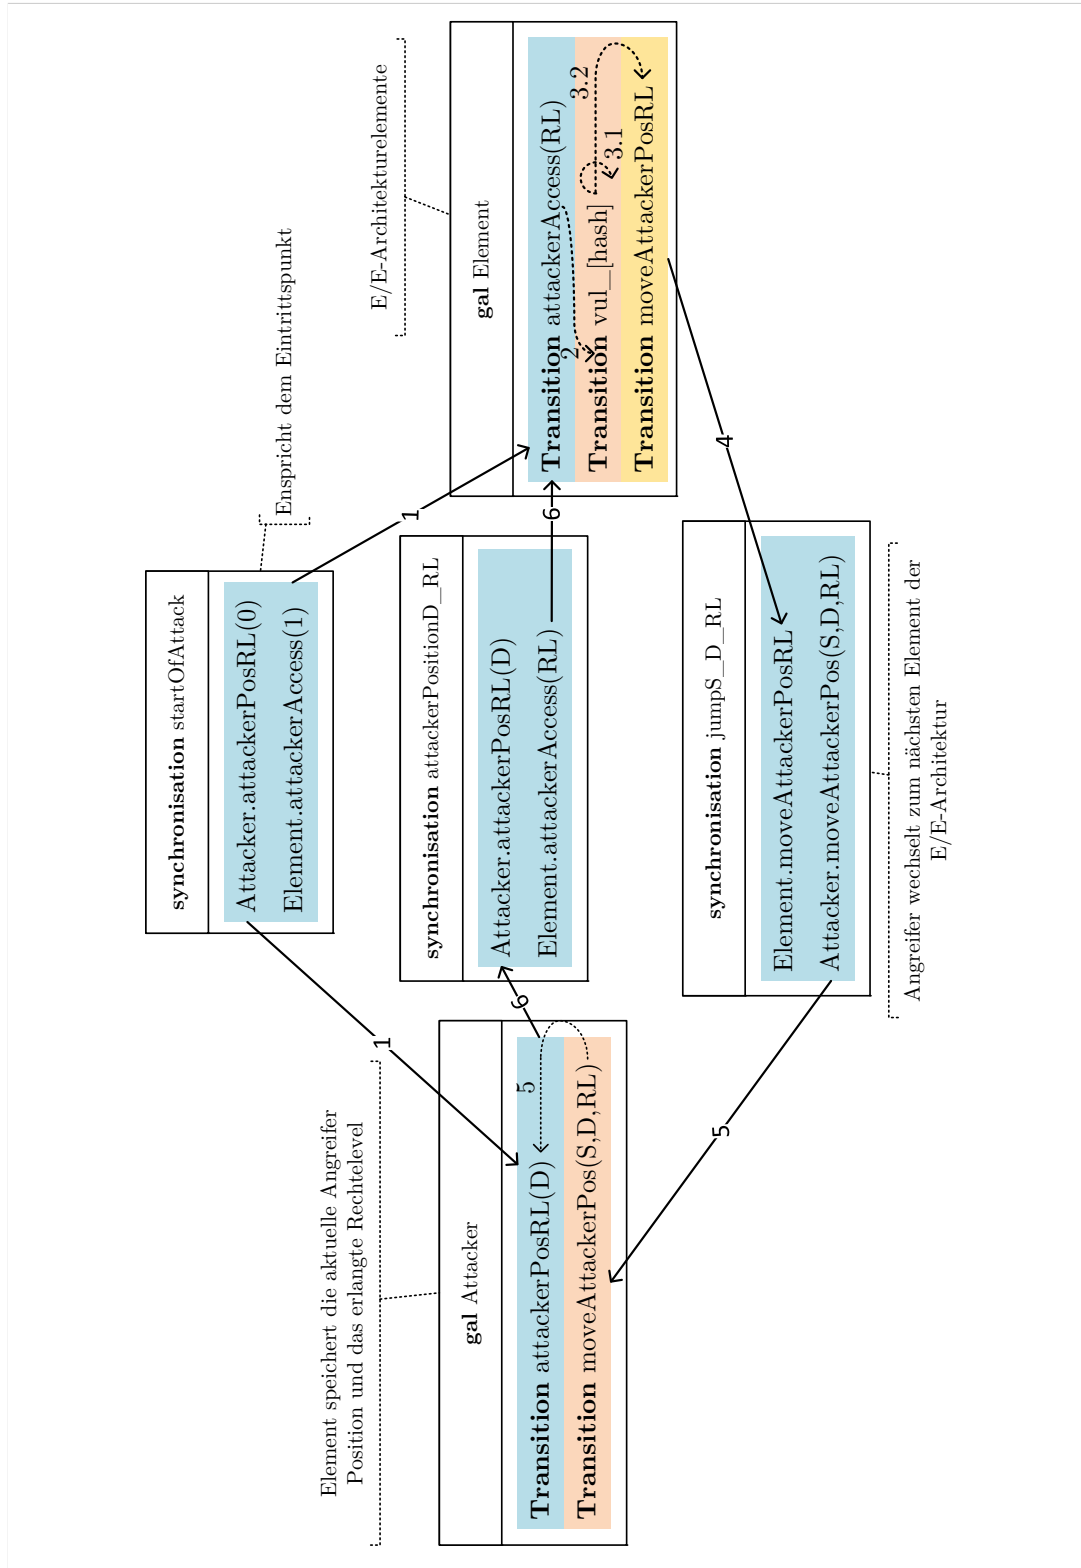 Element speichert die aktuelle Angreifer
Position und das erlangte Rechtelevel
gal Attacker
Transition attackerPosRL(D)
Transition moveAttackerPos(S,D,RL)
5
1
synchronisation startOfAttack
Attacker.attackerPosRL(0)
Element.attackerAccess(1)
Enspricht dem Eintrittspunkt
1
6
synchronisation attackerPositionD_RL
Attacker.attackerPosRL(D)
Element.attackerAccess(RL)
6
5
synchronisation jumpS_D_RL
Element.moveAttackerPosRL
Attacker.moveAttackerPos(S,D,RL)
Angreifer wechselt zum nächsten Element der
E/E-Architektur
4
E/E-Architekturelemente
gal Element
Transition attackerAccess(RL)
2
Transition vul_[hash]
3.1
3.2
Transition moveAttackerPosRL